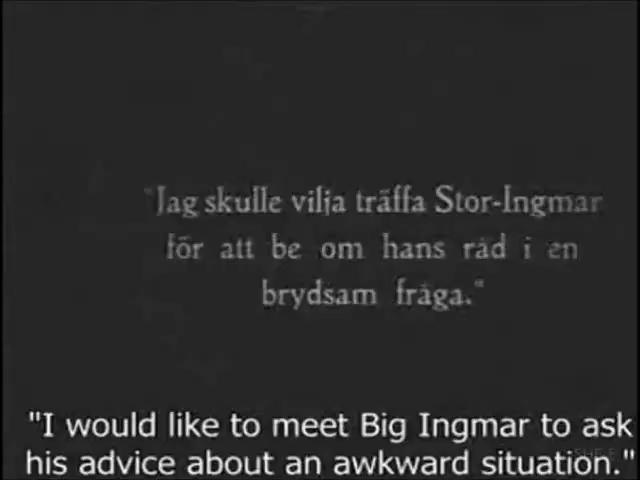 "Jag skulle vilja träffa Stor-Ingmar
för att be om hans råd i en
brydsam fråga."
"I would like to meet Big Ingmar to ask
his advice about an awkward situation."